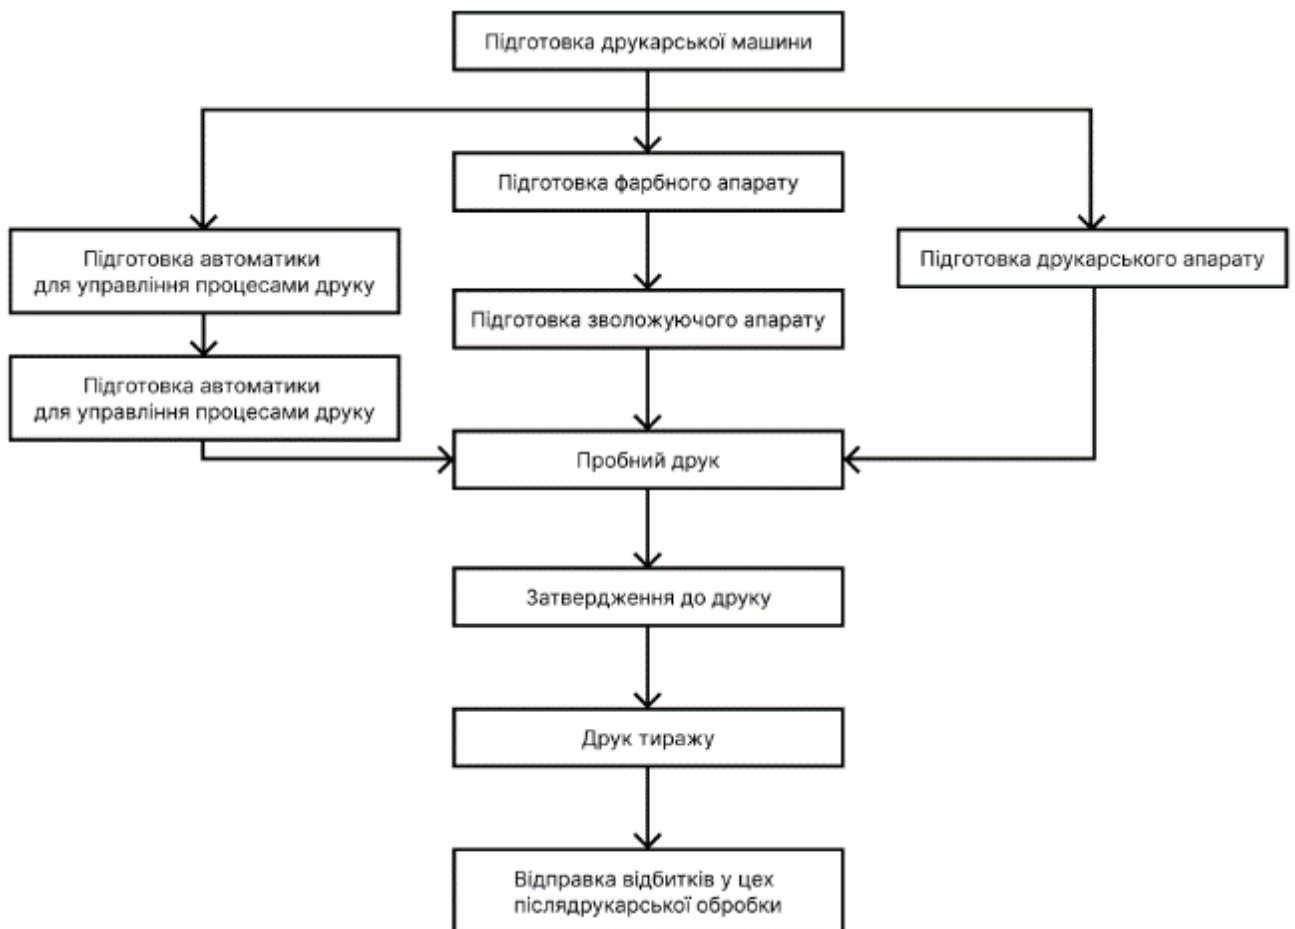 Підготовка друкарської машини
Підготовка фарбного апарату
Підготовка автоматики
для управління процесами друку
Підготовка друкарського апарату
Підготовка зволожуючого апарату
Підготовка автоматики
для управління процесами друку
Пробний друк
Затвердження до друку
Друк тиражу
Відправка відбитків у цех
післядрукарської обробки